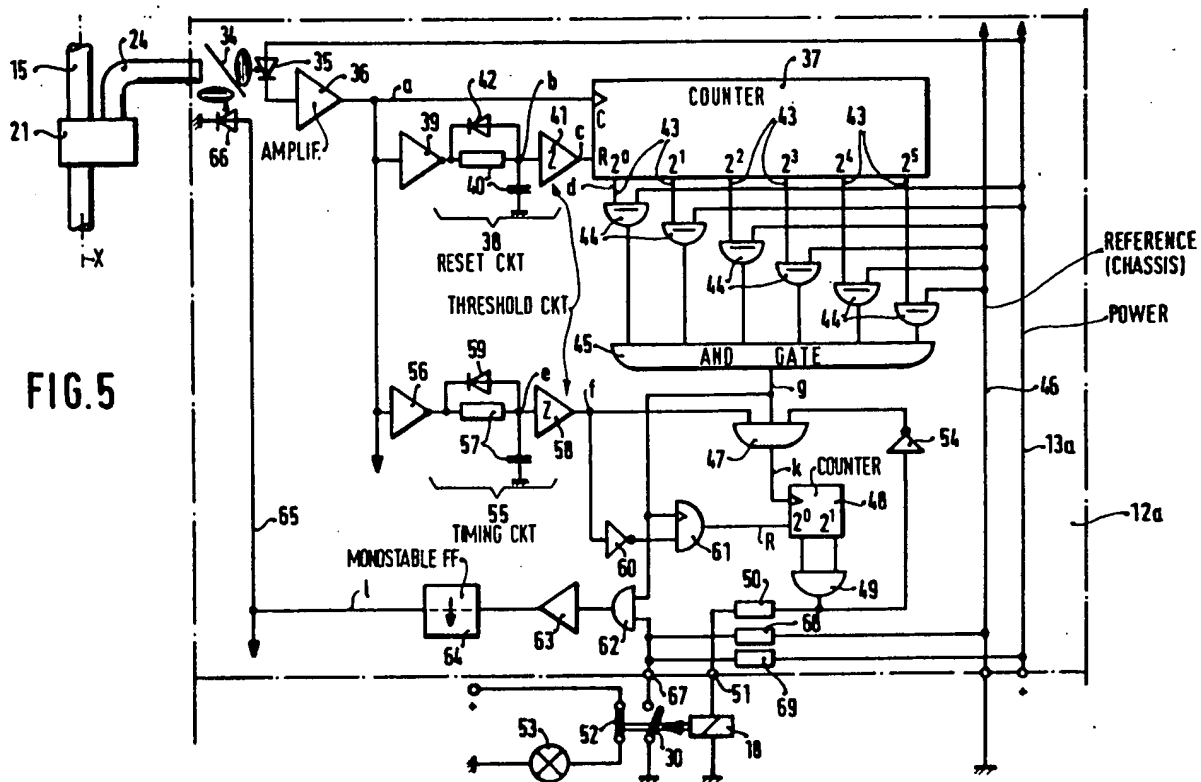 15
24
34
35
36
37
21
66
AMPLIF.
a
42
39
40
b
41
Z
c
COUNTER
C
R
2⁰
2¹
2²
2³
2⁴
2⁵
43
43
43
d
X
38
RESET CKT
THRESHOLD CKT
44
44
44
44
44
REFERENCE
(CHASSIS)
POWER
45
AND GATE
FIG.5
56
59
57
e
Z
58
f
g
47
54
46
13a
k
COUNTER
48
2⁰ 2¹
12a
55
TIMING CKT
65
60
61
R
49
MONOSTABLE FF
l
64
63
62
50
68
69
67
51
+
+
52
30
18
53